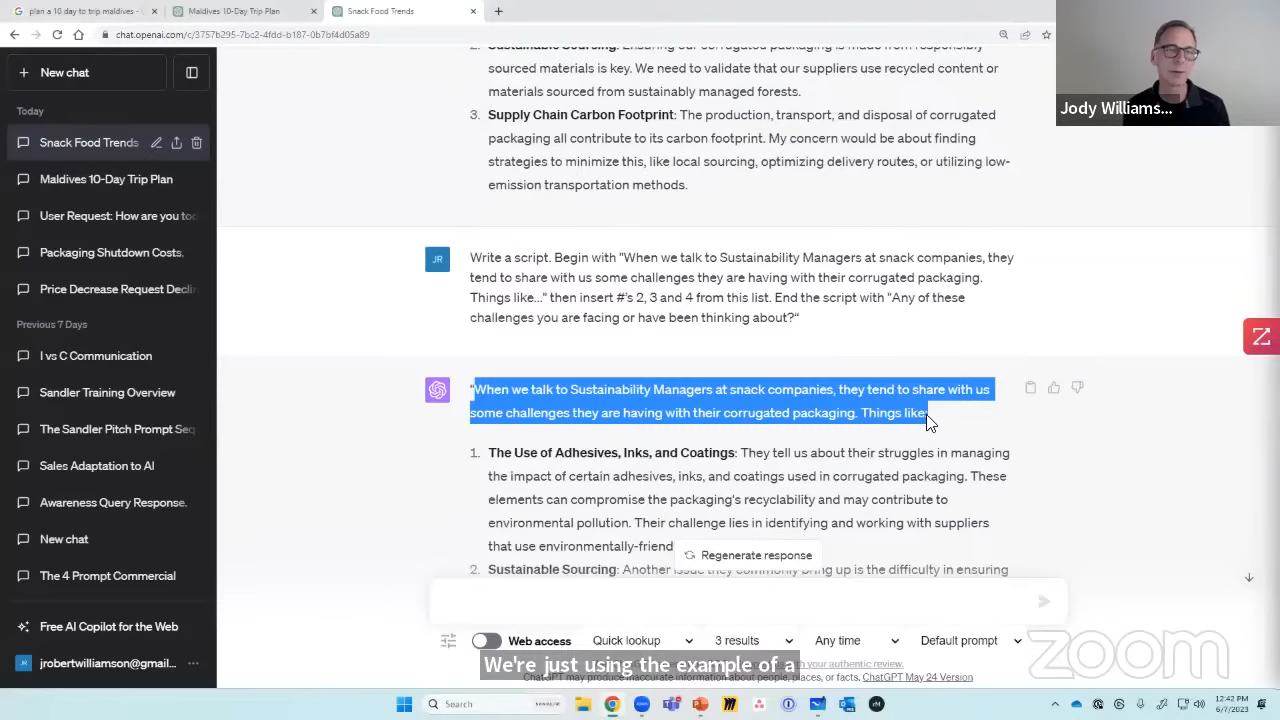 plan a 10 day to trip maldives -
Maldives 10-Day Trip Plan
Snack Food Trends
chat.openai.com/c/3757b295-7bc2-4fdd-b187-0b7bf4d05a89
New chat
Today
Snack Food Trends
Maldives 10-Day Trip Plan
User Request: How are you too
Packaging Shutdown Costs.
Price Decrease Request Declin
Previous 7 Days
I vs C Communication
Sandler Training Overview
The Sandler Pitch Prompt Seq
Sales Adaptation to AI
Awareness Query Response.
New chat
The 4 Prompt Commercial
Free AI Copilot for the Web
jrobertwilliamson@gmail...
2. Sustainable Sourcing: Ensuring our corrugated packaging is made from responsibly
sourced materials is key. We need to validate that our suppliers use recycled content or
materials sourced from sustainably managed forests.
3. Supply Chain Carbon Footprint: The production, transport, and disposal of corrugated
packaging all contribute to its carbon footprint. My concern would be about finding
strategies to minimize this, like local sourcing, optimizing delivery routes, or utilizing low-
emission transportation methods.
JR
Write a script. Begin with "When we talk to Sustainability Managers at snack companies, they
tend to share with us some challenges they are having with their corrugated packaging.
Things like..." then insert #'s 2, 3 and 4 from this list. End the script with "Any of these
challenges you are facing or have been thinking about?"
"When we talk to Sustainability Managers at snack companies, they tend to share with us
some challenges they are having with their corrugated packaging. Things like:
1. The Use of Adhesives, Inks, and Coatings: They tell us about their struggles in managing
the impact of certain adhesives, inks, and coatings used in corrugated packaging. These
elements can compromise the packaging's recyclability and may contribute to
environmental pollution. Their challenge lies in identifying and working with suppliers
that use environmentally-friend
Regenerate response
2. Sustainable Sourcing: Another issue they commonly bring up is the difficulty in ensuring
Web access
Quick lookup
3 results
Any time
Default prompt
We're just using the example of a
h your authentic review.
ChatGPT may produce inaccurate information about people, places, or facts. ChatGPT May 24 Version
Jody Williams...
zoom
Search
12:42 PM
6/7/2023